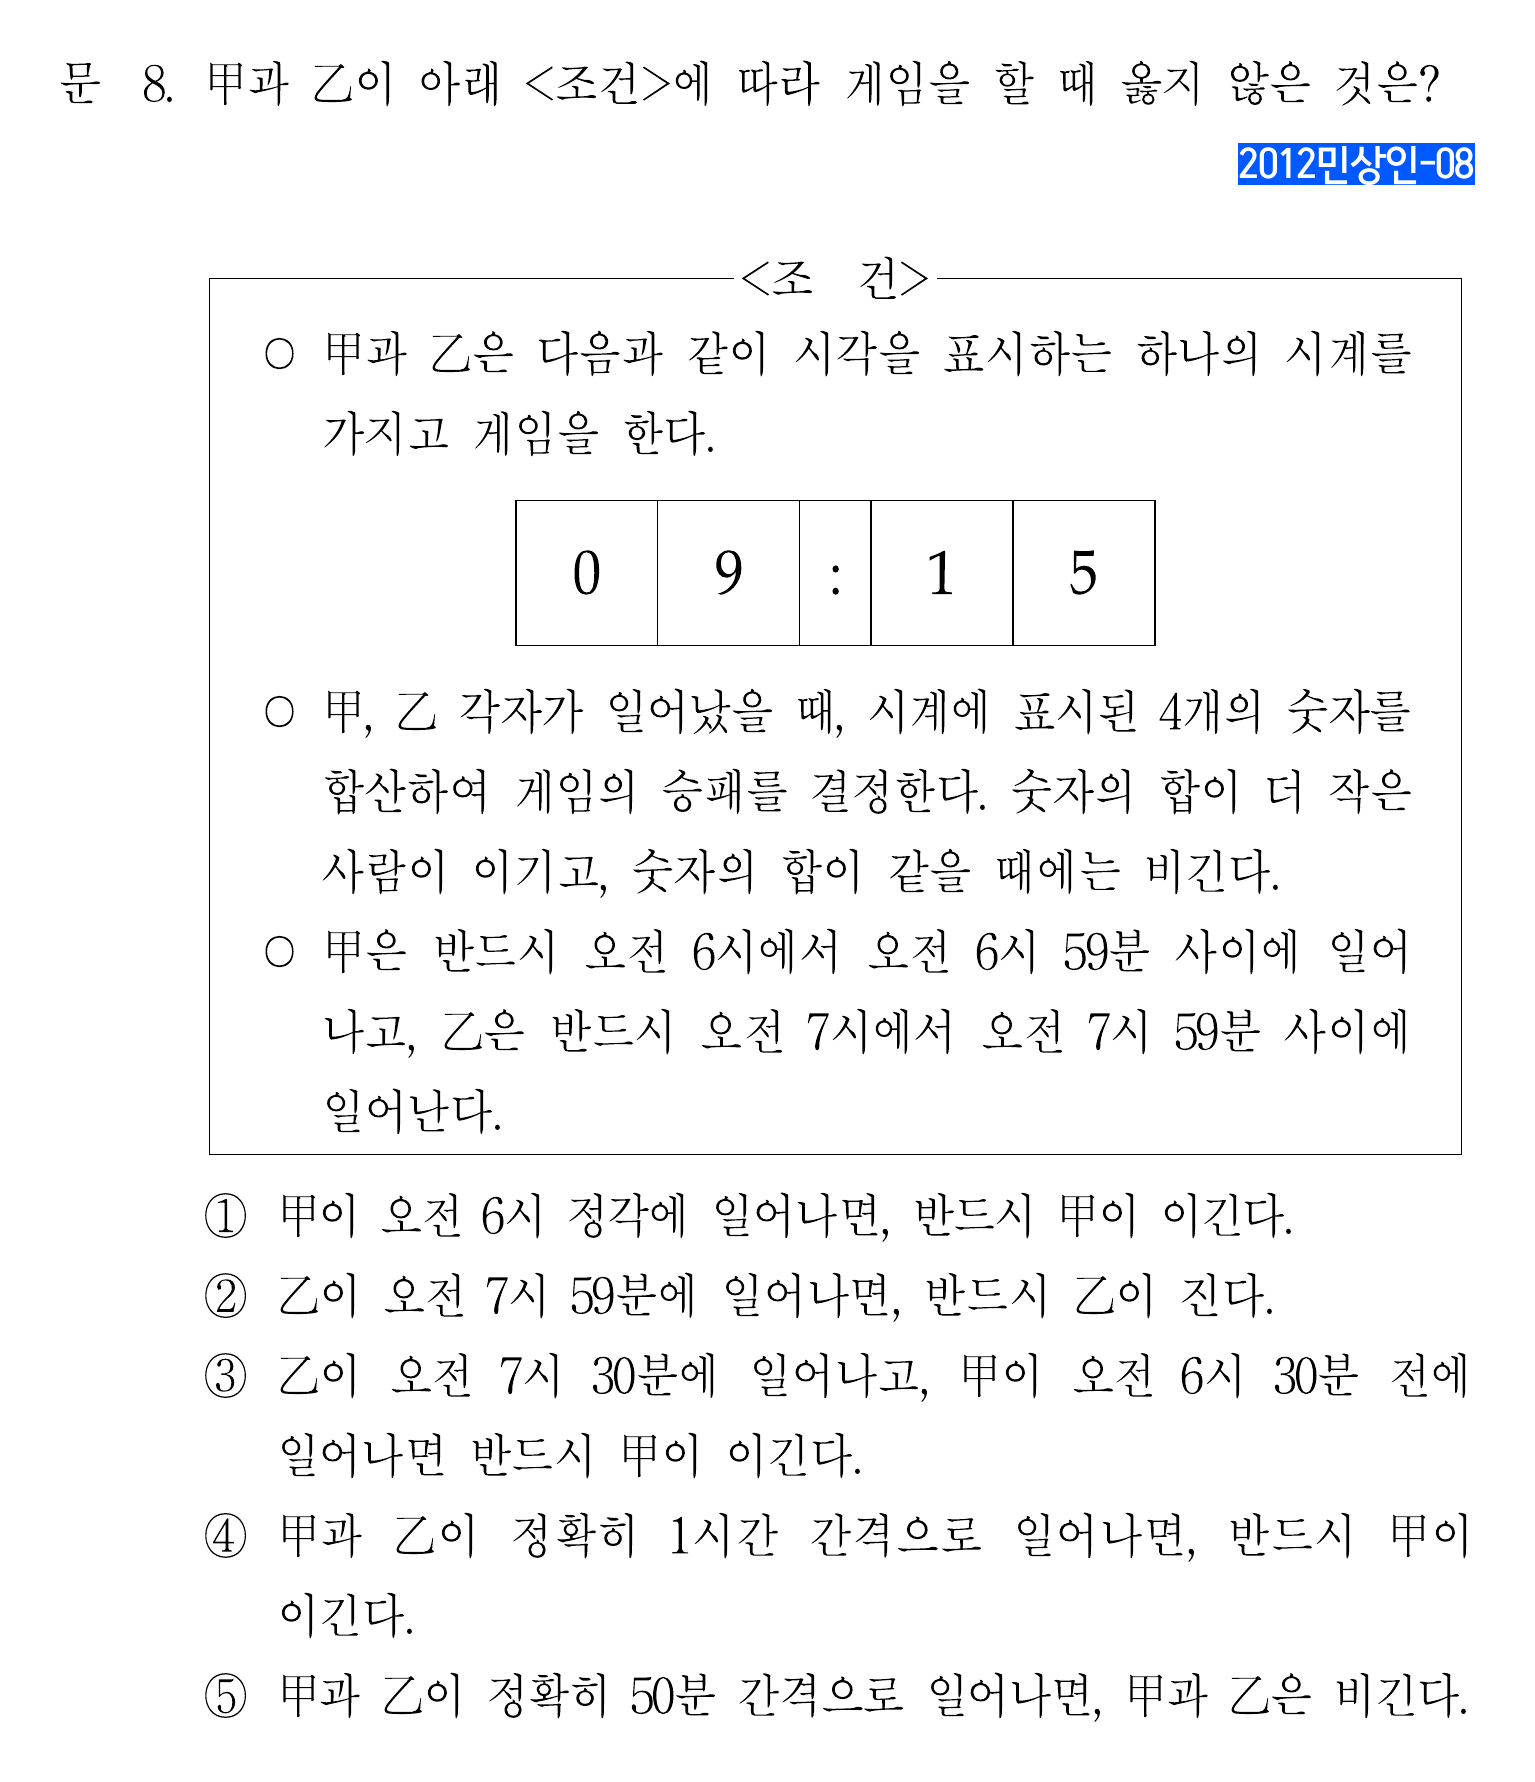 문 8. 甲과 乙이 아래 <조건>에 따라 게임을 할 때 옳지 않은 것은?
2012민상인-08
<조 건>
○ 甲과 乙은 다음과 같이 시각을 표시하는 하나의 시계를
가지고 게임을 한다.
0 9 : 1 5
○ 甲, 乙 각자가 일어났을 때, 시계에 표시된 4개의 숫자를
합산하여 게임의 승패를 결정한다. 숫자의 합이 더 작은
사람이 이기고, 숫자의 합이 같을 때에는 비긴다.
○ 甲은 반드시 오전 6시에서 오전 6시 59분 사이에 일어
나고, 乙은 반드시 오전 7시에서 오전 7시 59분 사이에
일어난다.
① 甲이 오전 6시 정각에 일어나면, 반드시 甲이 이긴다.
② 乙이 오전 7시 59분에 일어나면, 반드시 乙이 진다.
③ 乙이 오전 7시 30분에 일어나고, 甲이 오전 6시 30분 전에
일어나면 반드시 甲이 이긴다.
④ 甲과 乙이 정확히 1시간 간격으로 일어나면, 반드시 甲이
이긴다.
⑤ 甲과 乙이 정확히 50분 간격으로 일어나면, 甲과 乙은 비긴다.